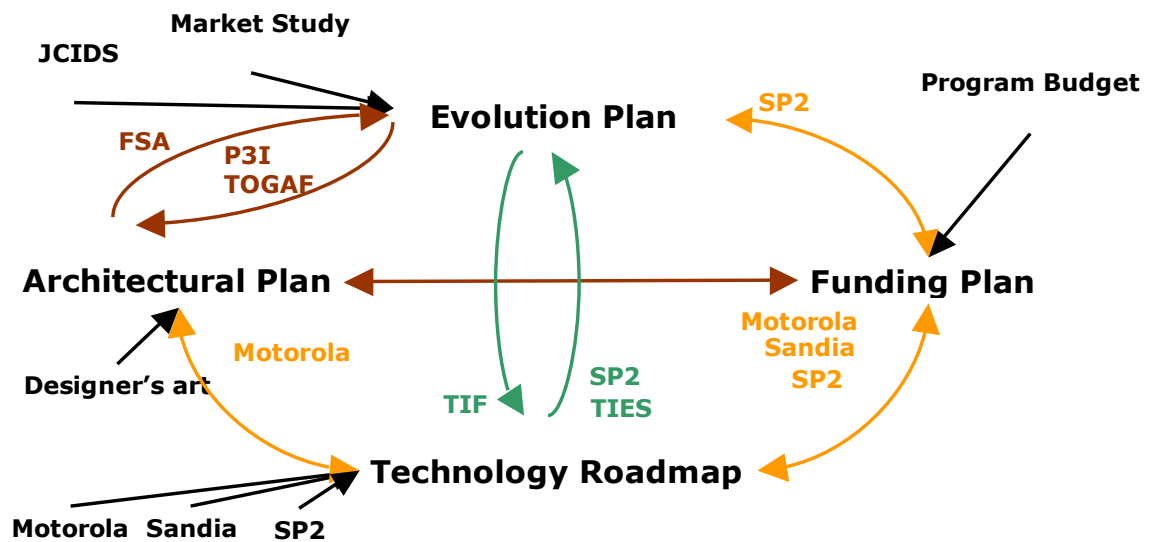 Market Study
JCIDS
Program Budget
SP2
Evolution Plan
FSA
P3I
TOGAF
Architectural Plan
Funding Plan
Motorola
Sandia
SP2
Motorola
Designer’s art
SP2
TIES
TIF
Technology Roadmap
Motorola
Sandia
SP2